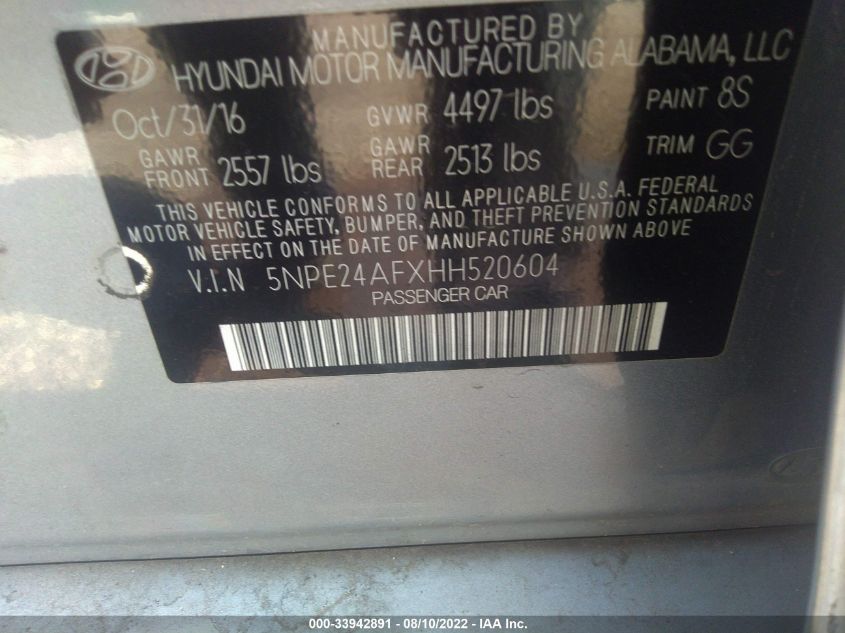 MANUFACTURED BY
HYUNDAI MOTOR MANUFACTURING ALABAMA, LLC
Oct/31/16 GVWR 4497 lbs PAINT 8S
GAWR FRONT 2557 lbs GAWR REAR 2513 lbs TRIM GG
THIS VEHICLE CONFORMS TO ALL APPLICABLE U.S.A. FEDERAL
MOTOR VEHICLE SAFETY, BUMPER, AND THEFT PREVENTION STANDARDS
IN EFFECT ON THE DATE OF MANUFACTURE SHOWN ABOVE
V.I.N 5NPE24AFXHH520604
PASSENGER CAR
000-33942891 - 08/10/2022 - IAA Inc.